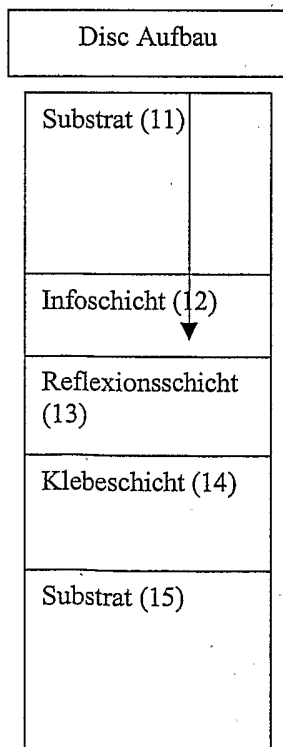 Disc Aufbau
Substrat (11)
Infoschicht (12)
Reflexionsschicht
(13)
Klebeschicht (14)
Substrat (15)